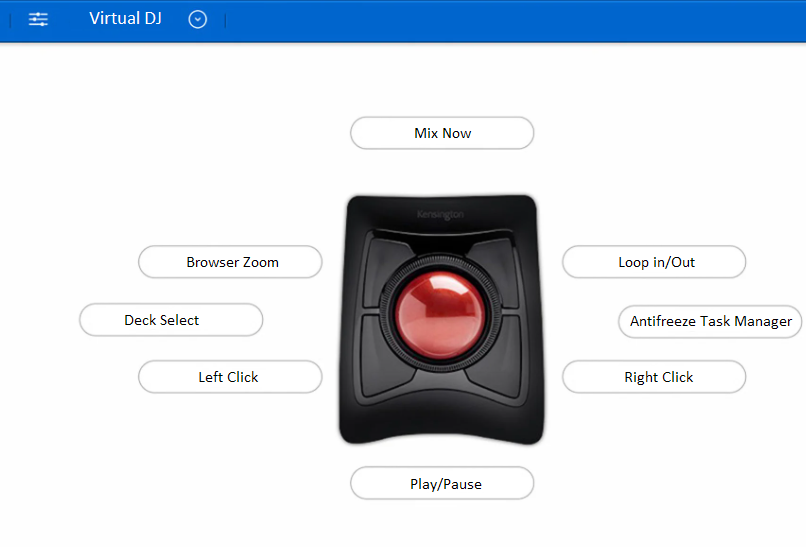 Virtual DJ
Mix Now
Kensington
Browser Zoom
Loop in/Out
Deck Select
Antifreeze Task Manager
Left Click
Right Click
Play/Pause